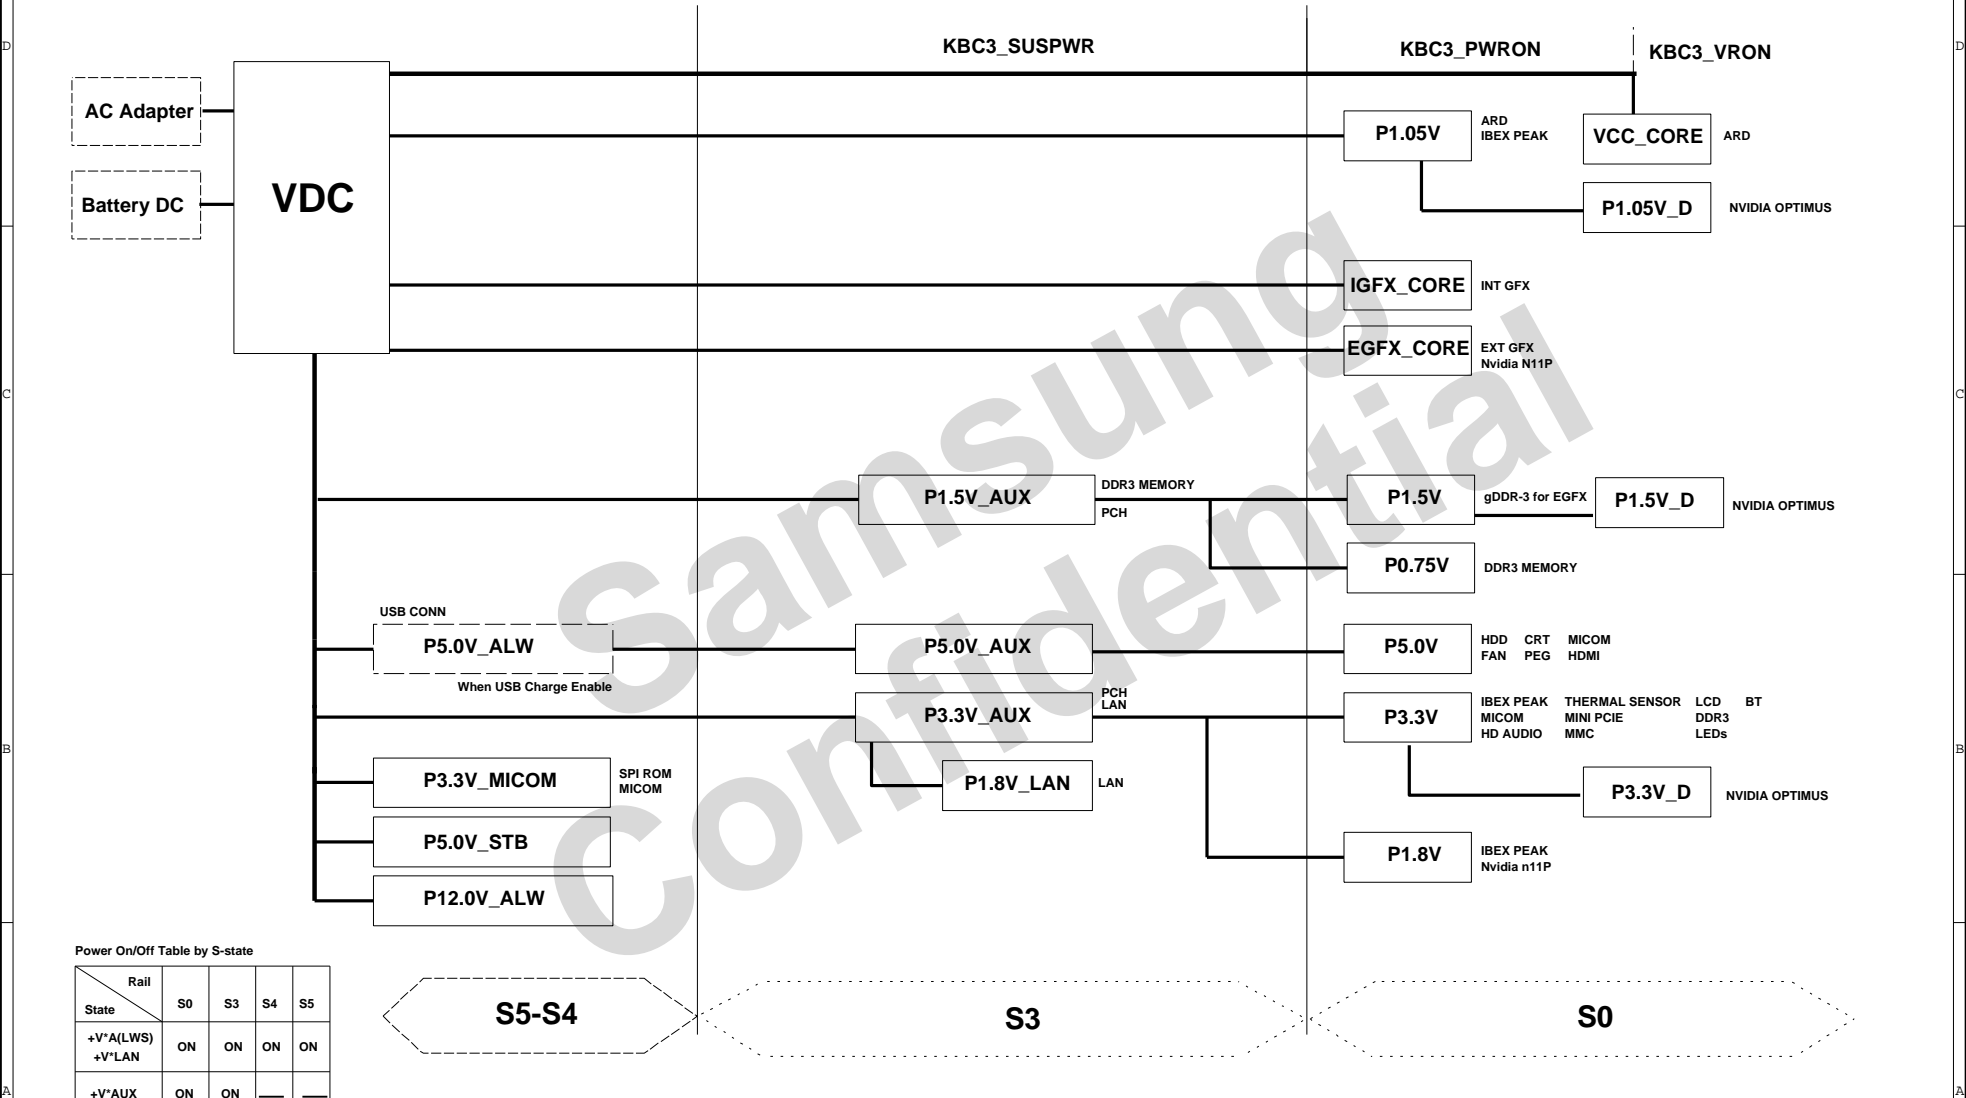 KBC3_SUSPWR
KBC3_PWRON
KBC3_VRON
D
D
AC Adapter
Battery DC
VDC
P1.05V
ARD
IBEX PEAK
VCC_CORE
ARD
P1.05V_D
NVIDIA OPTIMUS
IGFX_CORE
INT GFX
EGFX_CORE
EXT GFX
Nvidia N11P
C
C
P1.5V_AUX
DDR3 MEMORY
PCH
P1.5V
gDDR-3 for EGFX
P1.5V_D
NVIDIA OPTIMUS
P0.75V
DDR3 MEMORY
USB CONN
P5.0V_ALW
When USB Charge Enable
P5.0V_AUX
P5.0V
HDD CRT MICOM
FAN PEG HDMI
P3.3V_AUX
PCH
LAN
P3.3V
IBEX PEAK THERMAL SENSOR LCD BT
MICOM MINI PCIE DDR3
HD AUDIO MMC LEDs
B
B
P3.3V_MICOM
SPI ROM
MICOM
P1.8V_LAN
LAN
P3.3V_D
NVIDIA OPTIMUS
P5.0V_STB
P1.8V
IBEX PEAK
Nvidia n11P
P12.0V_ALW
Samsung
Confidential
Power On/Off Table by S-state
Rail
State S0 S3 S4 S5
+V*A(LWS)
+V*LAN
ON ON ON ON
+V*AUX ON ON
S5-S4
S3
S0
A
A